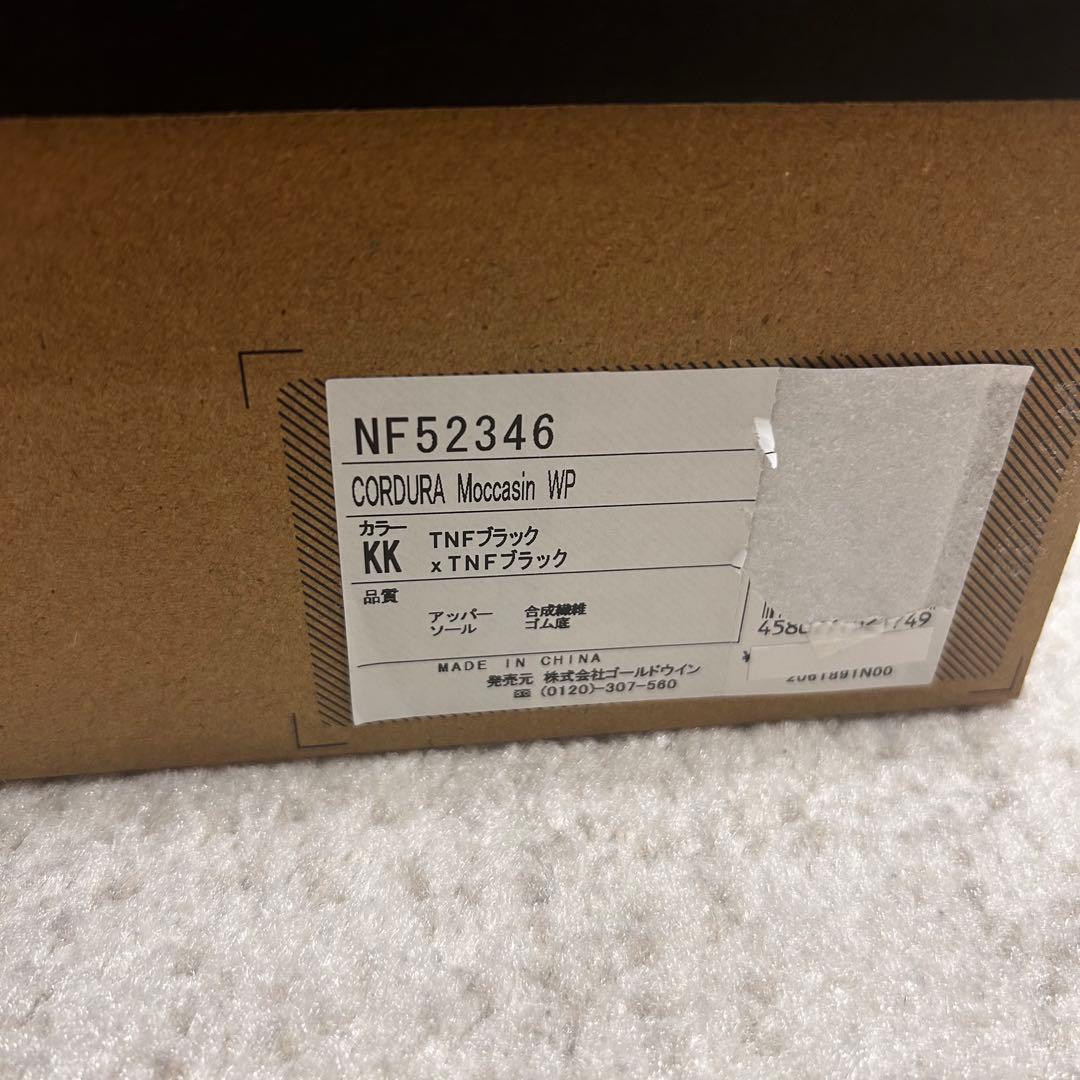 NF52346
CORDURA Moccasin WP
カラー
KK TNFブラック
xTNFブラック
品質
アッパー 合成繊維
ソール ゴム底
MADE IN CHINA
発売元 株式会社ゴールドウイン
(0120)-307-560
2061891N00